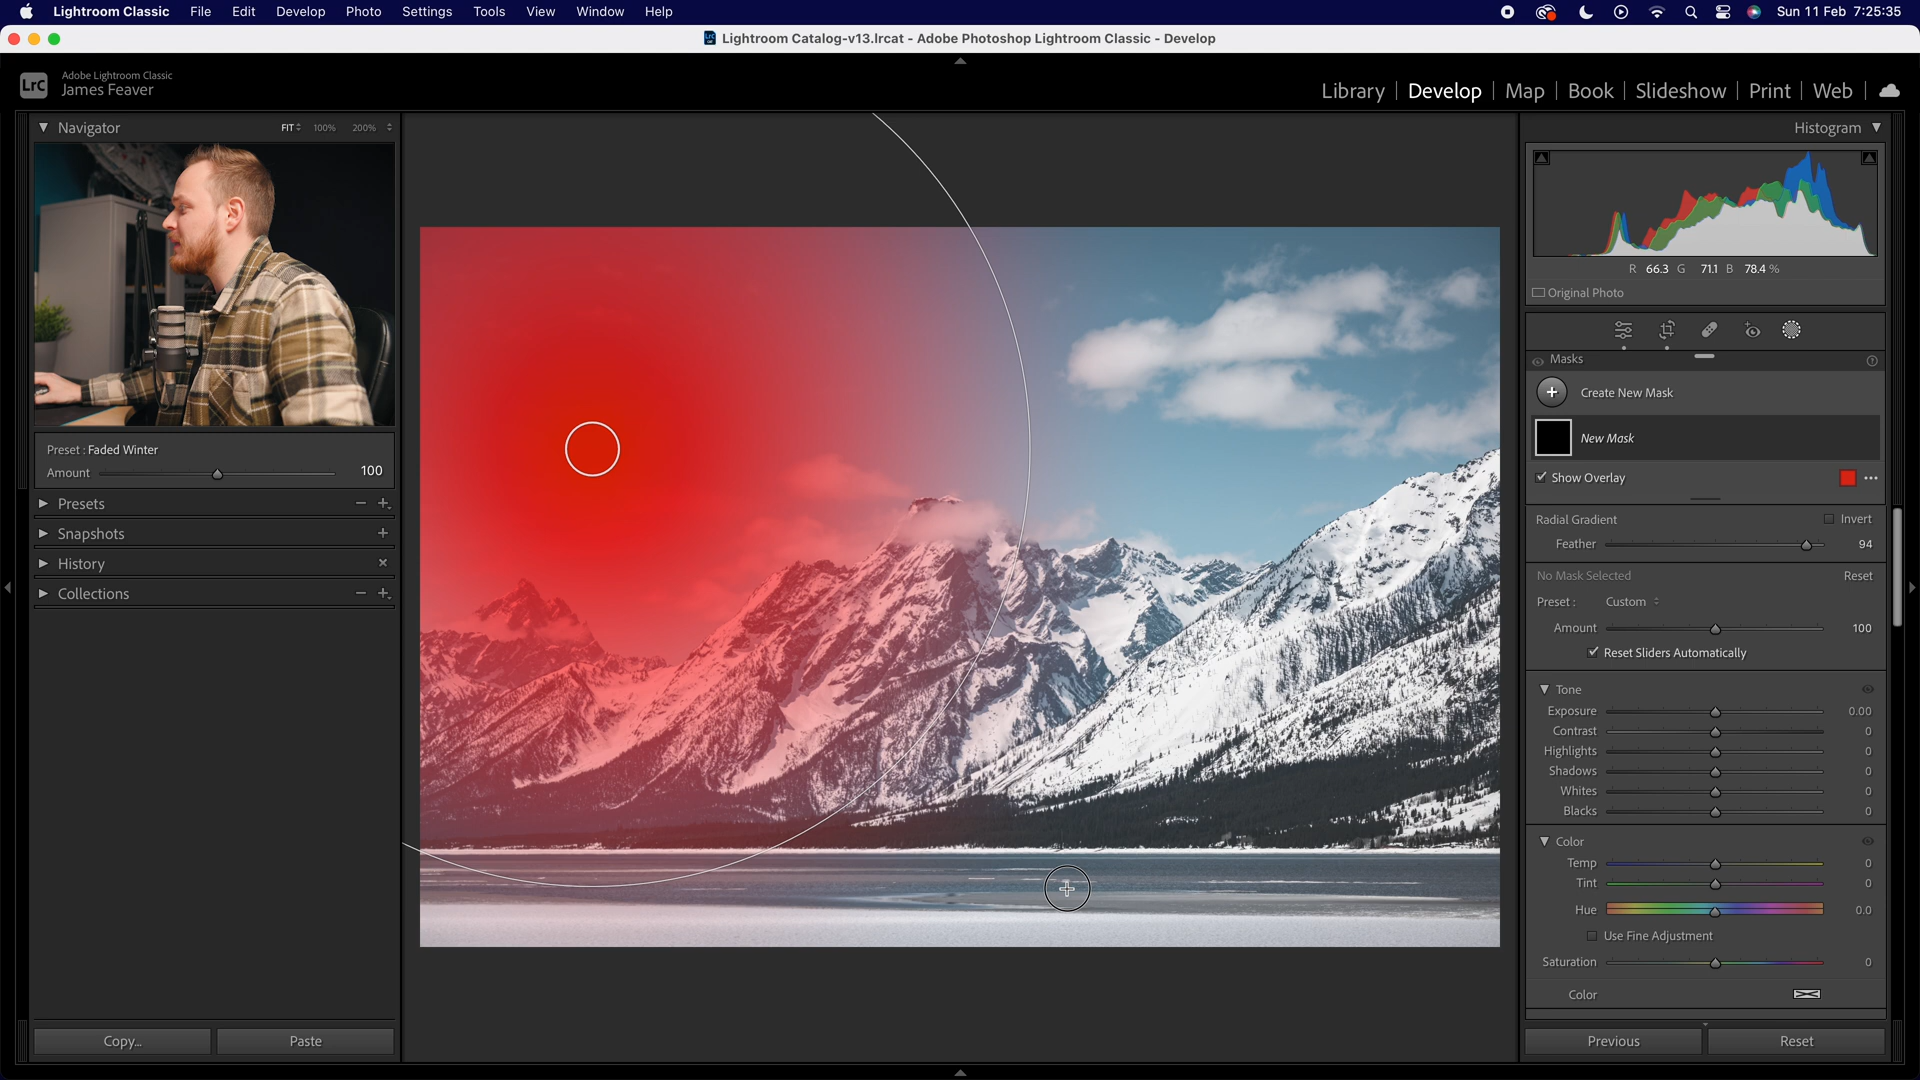 Lightroom Classic File Edit Develop Photo Settings Tools View Window Help Sun 11 Feb 7:25:35
Lightroom Catalog-v13.lrcat - Adobe Photoshop Lightroom Classic - Develop
LrC
Adobe Lightroom Classic
James Feaver
Library Develop Map Book Slideshow Print Web
Navigator FIT 100% 200%
Preset : Faded Winter
Amount 100
Presets
Snapshots
History
Collections
Copy... Paste
Histogram
R 66.3 G 71.1 B 78.4 %
Original Photo
Masks
Create New Mask
New Mask
Show Overlay
Radial Gradient Invert
Feather 94
No Mask Selected Reset
Preset : Custom
Amount 100
Reset Sliders Automatically
Tone
Exposure 0.00
Contrast 0
Highlights 0
Shadows 0
Whites 0
Blacks 0
Color
Temp 0
Tint 0
Hue 0.0
Use Fine Adjustment
Saturation 0
Color
Previous Reset